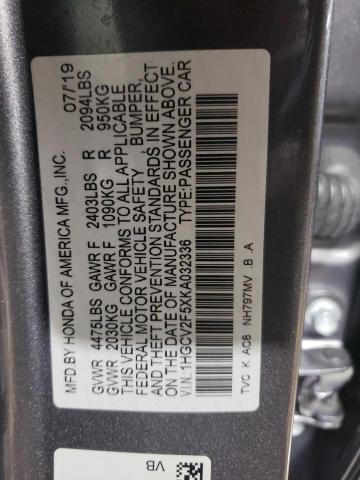 MFD.BY HONDA OF AMERICA MFG.,INC. 07/'19
GVWR 4475LBS GAWR F 2403LBS R 2094LBS
GVWR 2030KG GAWR F 1090KG R 950KG
THIS VEHICLE CONFORMS TO ALL APPLICABLE
FEDERAL MOTOR VEHICLE SAFETY BUMPER,
AND THEFT PREVENTION STANDARDS IN EFFECT
ON THE DATE OF MANUFACTURE SHOWN ABOVE.
V.I.N.:1HGCV2F5XKA032336 TYPE:PASSENGER CAR
TVC K AC8 NH797MV .B .A
VB